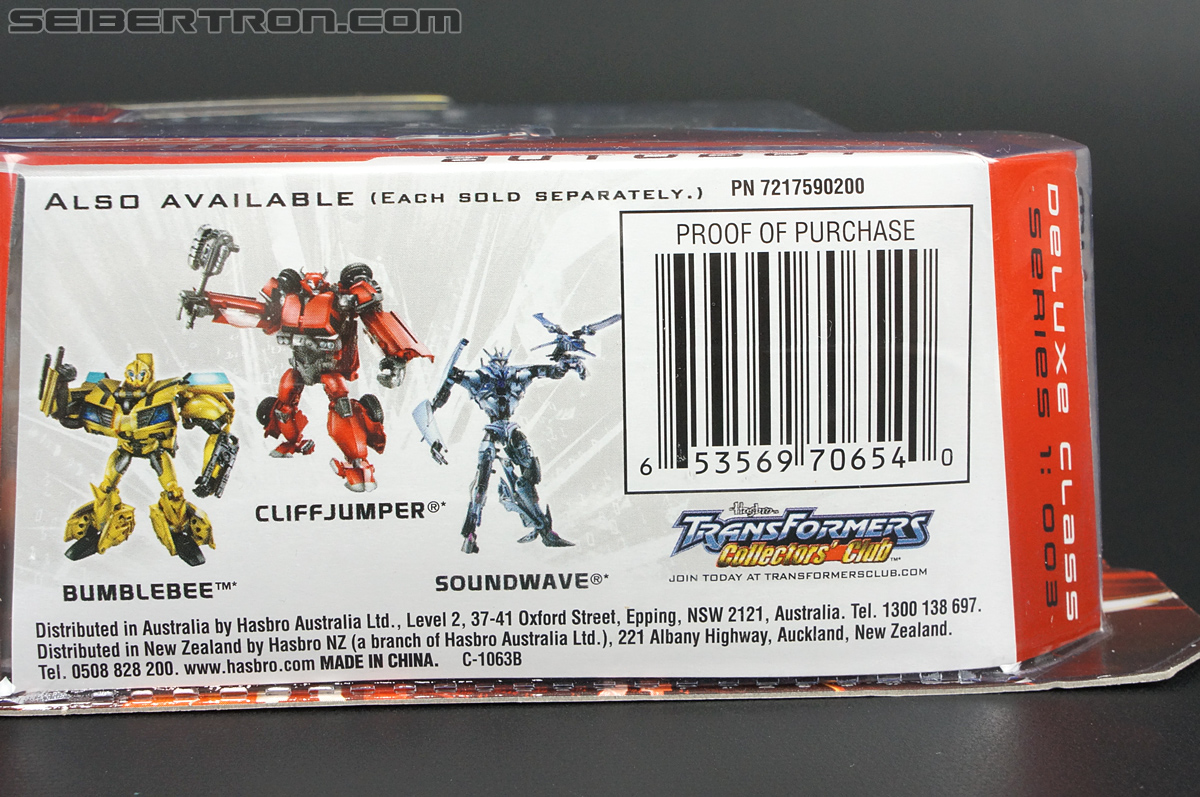 SEIBERTRON.COM
AUTOBOT
ALSO AVAILABLE (EACH SOLD SEPARATELY.)
PN 7217590200
PROOF OF PURCHASE
6 53569 70654 0
BUMBLEBEE™*
CLIFFJUMPER®*
SOUNDWAVE®*
Hasbro
TRANSFORMERS
Collectors' Club™
JOIN TODAY AT TRANSFORMERSCLUB.COM
Distributed in Australia by Hasbro Australia Ltd., Level 2, 37-41 Oxford Street, Epping, NSW 2121, Australia. Tel. 1300 138 697.
Distributed in New Zealand by Hasbro NZ (a branch of Hasbro Australia Ltd.), 221 Albany Highway, Auckland, New Zealand.
Tel. 0508 828 200. www.hasbro.com MADE IN CHINA. C-1063B
DELUXE CLASS
SERIES 1: 003